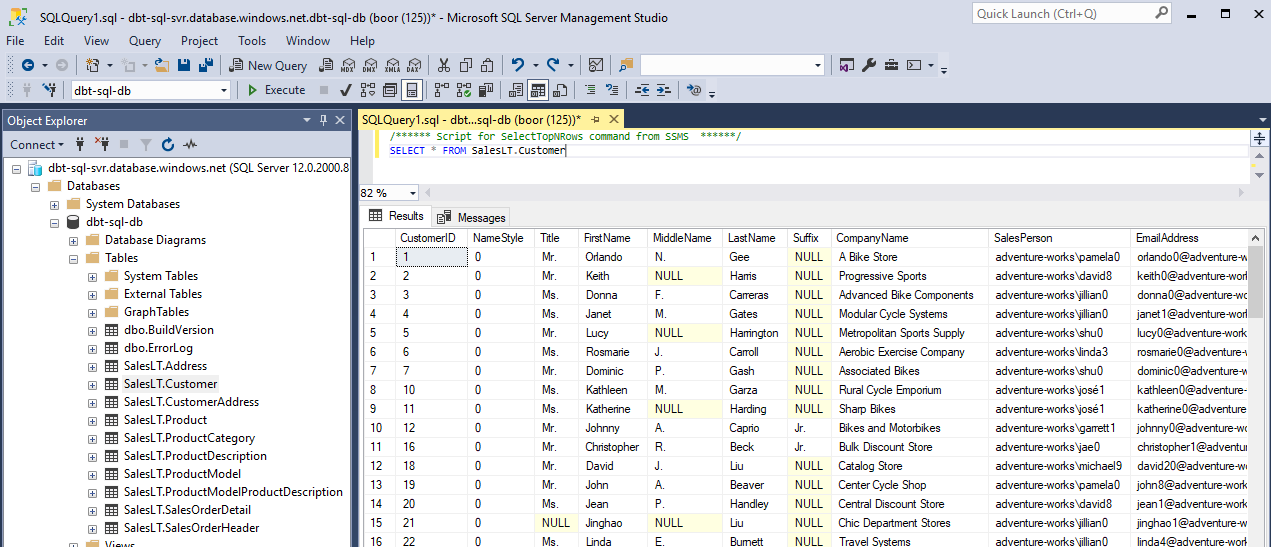 SQLQuery1.sql - dbt-sql-svr.database.windows.net.dbt-sql-db (boor (125))* - Microsoft SQL Server Management Studio
Quick Launch (Ctrl+Q)
File Edit View Query Project Tools Window Help
New Query MDX DMX XMLA DAX
dbt-sql-db Execute
Object Explorer
Connect
dbt-sql-svr.database.windows.net (SQL Server 12.0.2000.8
Databases
System Databases
dbt-sql-db
Database Diagrams
Tables
System Tables
External Tables
GraphTables
dbo.BuildVersion
dbo.ErrorLog
SalesLT.Address
SalesLT.Customer
SalesLT.CustomerAddress
SalesLT.Product
SalesLT.ProductCategory
SalesLT.ProductDescription
SalesLT.ProductModel
SalesLT.ProductModelProductDescription
SalesLT.SalesOrderDetail
SalesLT.SalesOrderHeader
Views
SQLQuery1.sql - dbt...sql-db (boor (125))*
/****** Script for SelectTopNRows command from SSMS ******/
SELECT * FROM SalesLT.Customer
82 %
Results Messages
CustomerID NameStyle Title FirstName MiddleName LastName Suffix CompanyName SalesPerson EmailAddress
1 1 0 Mr. Orlando N. Gee NULL A Bike Store adventure-works\pamela0 orlando0@adventure-w
2 2 0 Mr. Keith NULL Harris NULL Progressive Sports adventure-works\david8 keith0@adventure-wor
3 3 0 Ms. Donna F. Carreras NULL Advanced Bike Components adventure-works\jillian0 donna0@adventure-wo
4 4 0 Ms. Janet M. Gates NULL Modular Cycle Systems adventure-works\jillian0 janet1@adventure-wor
5 5 0 Mr. Lucy NULL Harrington NULL Metropolitan Sports Supply adventure-works\shu0 lucy0@adventure-work
6 6 0 Ms. Rosmarie J. Carroll NULL Aerobic Exercise Company adventure-works\linda3 rosmarie0@adventure-
7 7 0 Mr. Dominic P. Gash NULL Associated Bikes adventure-works\shu0 dominic0@adventure-
8 10 0 Ms. Kathleen M. Garza NULL Rural Cycle Emporium adventure-works\josé1 kathleen0@adventure-
9 11 0 Ms. Katherine NULL Harding NULL Sharp Bikes adventure-works\josé1 katherine0@adventure
10 12 0 Mr. Johnny A. Caprio Jr. Bikes and Motorbikes adventure-works\garrett1 johnny0@adventure-w
11 16 0 Mr. Christopher R. Beck Jr. Bulk Discount Store adventure-works\jae0 christopher1@adventur
12 18 0 Mr. David J. Liu NULL Catalog Store adventure-works\michael9 david20@adventure-w
13 19 0 Mr. John A. Beaver NULL Center Cycle Shop adventure-works\pamela0 john8@adventure-work
14 20 0 Ms. Jean P. Handley NULL Central Discount Store adventure-works\david8 jean1@adventure-work
15 21 0 NULL Jinghao NULL Liu NULL Chic Department Stores adventure-works\jillian0 jinghao1@adventure-w
16 22 0 Ms. Linda E. Burnett NULL Travel Systems adventure-works\jillian0 linda4@adventure-wor